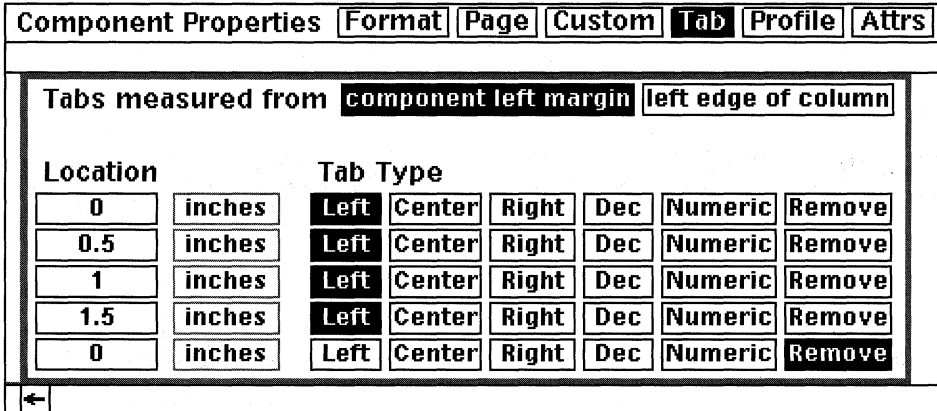 Component Properties Format Page Custom Tab Profile Attrs
Tabs measured from component left margin left edge of column
Location Tab Type
0 inches Left Center Right Dec Numeric Remove
0.5 inches Left Center Right Dec Numeric Remove
1 inches Left Center Right Dec Numeric Remove
1.5 inches Left Center Right Dec Numeric Remove
0 inches Left Center Right Dec Numeric Remove